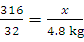 316/32 = x/4.8 kg